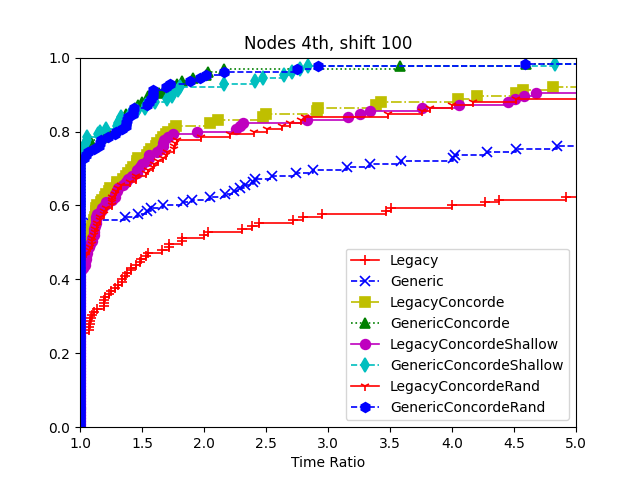 Nodes 4th, shift 100
1.0
0.8
0.6
0.4
0.2
0.0
Legacy
Generic
LegacyConcorde
GenericConcorde
LegacyConcordeShallow
GenericConcordeShallow
LegacyConcordeRand
GenericConcordeRand
1.0 1.5 2.0 2.5 3.0 3.5 4.0 4.5 5.0
Time Ratio